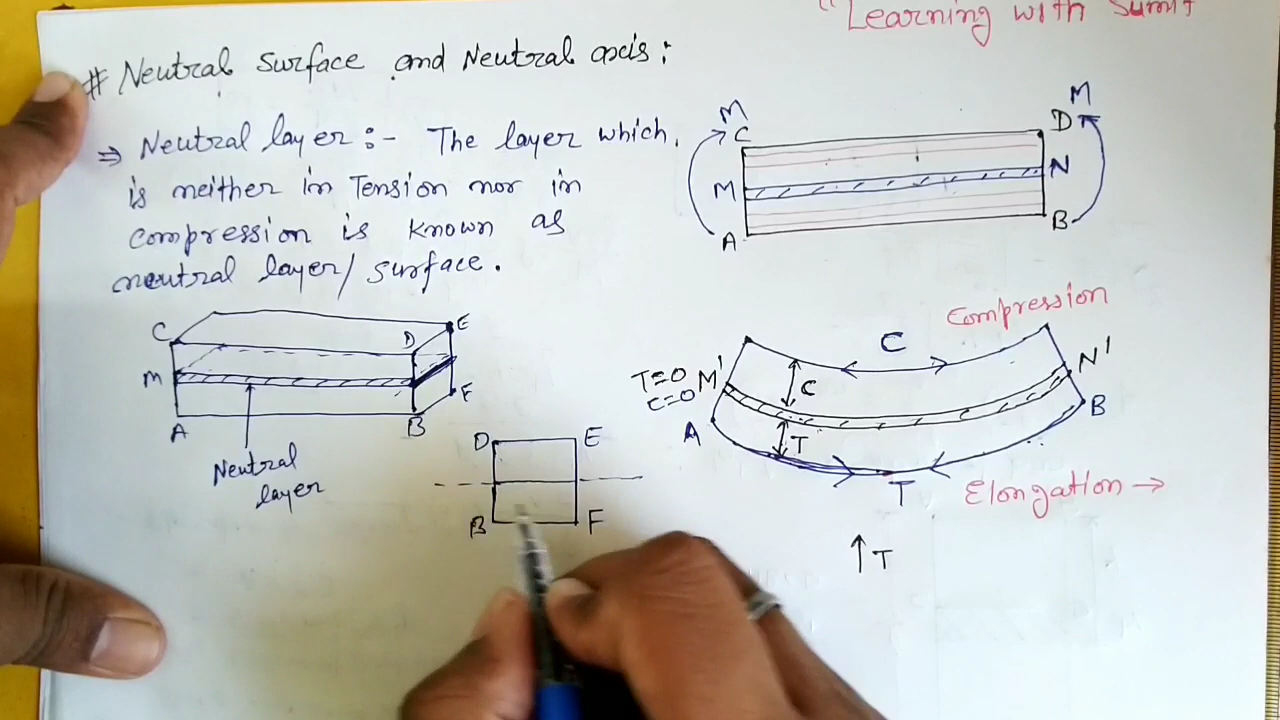 "Learning with Sumit
# Neutral surface and Neutral axis :
⇒ Neutral layer :- The layer which
is neither in Tension nor in
compression is known as
neutral layer/ surface.
M
C
D
M
M
N
A
B
C
E
D
M
F
A
B
Neutral
layer
D
E
B
F
Compression
C
T=0
C=0
M'
N'
C
T
A
B
T
Elongation →
↑T